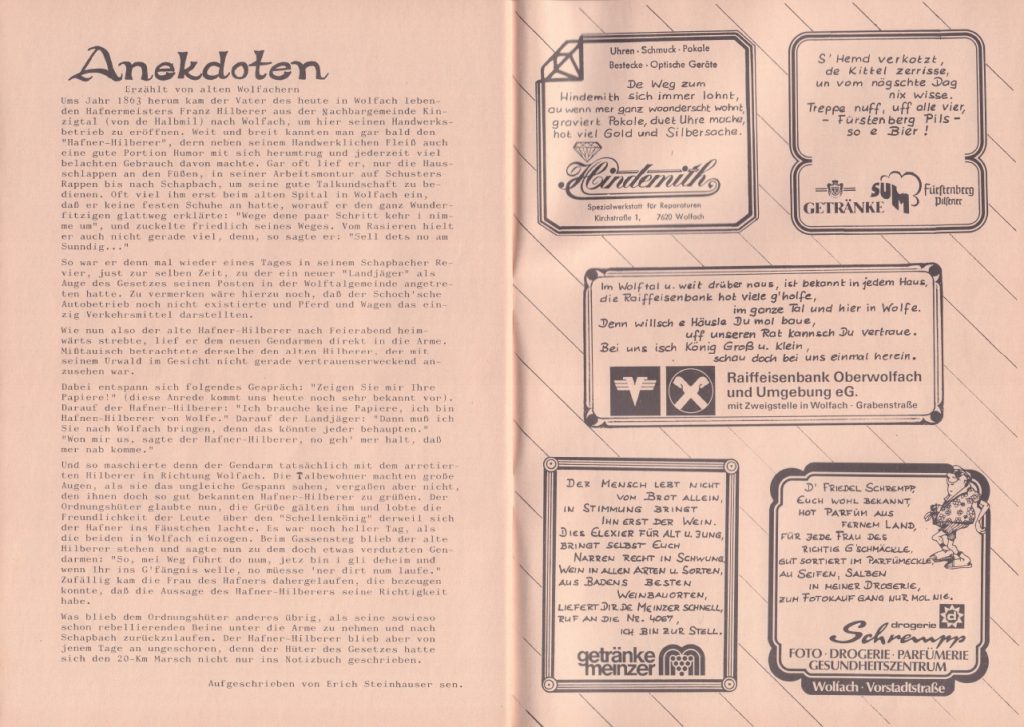 Anekdoten
Erzählt von alten Wolfachern
Ums Jahr 1803 herum kam der Vater des heute in Wolfach leben-
den Hafnermeisters Franz Hilberer aus der Nachbargemeinde Kin-
zigtal (von de Halbmil) nach Wolfach, um hier seinen Handwerks-
betrieb zu eröffnen. Weit und breit kannten man gar bald den
"Hafner-Hilberer", dern neben seinem Handwerklichen Fleiß auch
eine gute Portion Humor mit sich herumtrug und jederzeit viel
belachten Gebrauch davon machte. Gar oft lief er, nur die Haus-
schlappen an den Füßen, in seiner Arbeitsmontur auf Schusters
Rappen bis nach Schapbach, um seine gute Talkundschaft zu be-
dienen. Oft viel ihm erst beim alten Spital in Wolfach ein,
daß er keine festen Schuhe an hatte, worauf er den ganz Wunder-
fitzigen glattweg erklärte: "Wege dene paar Schritt kehr i nim-
me um", und zuckelte friedlich seines Weges. Vom Rasieren hielt
er auch nicht gerade viel, denn, so sagte er: "Sell dets no am
Sunndig..."
So war er denn mal wieder eines Tages in seinem Schapbacher Re-
vier, just zur selben Zeit, zu der ein neuer "Landjäger" als
Auge des Gesetzes seinen Posten in der Wolftalgemeinde angetre-
ten hatte. Zu vermerken wäre hierzu noch, daß der Schoch'sche
Autobetrieb noch nicht existierte und Pferd und Wagen das ein-
zig Verkehrsmittel darstellten.
Wie nun also der alte Hafner-Hilberer nach Feierabend heim-
wärts strebte, lief er dem neuen Gendarmen direkt in die Arme.
Mißtauisch betrachtete derselbe den alten Hilberer, der mit
seinem Urwald im Gesicht nicht gerade vertrauenserweckend an-
zusehen war.
Dabei entspann sich folgendes Gespräch: "Zeigen Sie mir Ihre
Papiere!" (diese Anrede kommt uns heute noch sehr bekannt vor).
Darauf der Hafner-Hilberer: "Ich brauche keine Papiere, ich bin
Hafner-Hilberer von Wolfe." Darauf der Landjäger: "Dann muß ich
Sie nach Wolfach bringen, denn das könnte jeder behaupten."
"Won mir us, sagte der Hafner-Hilberer, no geh' mer halt, daß
mer nab komme."
Und so maschierte denn der Gendarm tatsächlich mit dem arretier-
ten Hilberer in Richtung Wolfach. Die Talbewohner machten große
Augen, als sie das ungleiche Gespann sahen, vergaßen aber nicht,
den ihnen doch so gut bekannten Hafner-Hilberer zu grüßen. Der
Ordnungshüter glaubte nun, die Grüße gälten ihm und lobte die
Freundlichkeit der Leute über den "Schellenkönig" derweil sich
der Hafner ins Fäustchen lachte. Es war noch heller Tag, als
die beiden in Wolfach einzogen. Beim Gassensteg blieb der alte
Hilberer stehen und sagte nun zu dem doch etwas verdutzten Gen-
darmen: "So, mei Weg führt do num, jetz bin i gli deheim und
wenn Ihr ins G'fängnis welle, no müesse 'ner dirt num laufe."
Zufällig kam die Frau des Hafners dahergelaufen, die bezeugen
konnte, daß die Aussage des Hafner-Hilberers seine Richtigkeit
habe.
Was blieb dem Ordnungshüter anderes übrig, als seine sowieso
schon rebellierenden Beine unter die Arme zu nehmen und nach
Schapbach zurückzulaufen. Der Hafner-Hilberer blieb aber von
jenem Tag an ungeschoren, denn der Hüter des Gesetzes hatte
sich den 20-Km Marsch nicht nur ins Notizbuch geschrieben.
Aufgeschrieben von Erich Steinhauser sen.
Uhren · Schmuck · Pokale
Bestecke · Optische Geräte
De Weg zum
Hindemith sich immer lohnt,
au wenn mer ganz woanderscht wohnt,
graviert Pokale, duet Uhre mache,
hot viel Gold und Silbersache.
Hindemith
Spezialwerkstatt für Reparaturen
Kirchstraße 1, 7620 Wolfach
S' Hemd verkotzt,
de Kittel zerrisse,
un vom nägschte Dag
nix wisse.
Treppe nuff, uff alle vier,
- Fürstenberg Pils -
so e Bier!
GETRÄNKE SUM Fürstenberg
Pilsener
Im Wolftal u. weit drüber naus, ist bekannt in jedem Haus,
die Raiffeisenbank hot viele g'holfe,
im ganze Tal und hier in Wolfe.
Denn willsch e Häusle Du mol baue,
uff unseren Rat kannsch Du vertraue.
Bei uns isch König Groß u. Klein,
schau doch bei uns einmal herein.
Raiffeisenbank Oberwolfach
und Umgebung eG.
mit Zweigstelle in Wolfach · Grabenstraße
DER MENSCH LEBT NICHT
VON BROT ALLEIN,
IN STIMMUNG BRINGT
IHN ERST DER WEIN.
DIES ELEXIER FÜR ALT U. JUNG,
BRINGT SELBST EUCH
NARREN RECHT IN SCHWUNG.
WEIN IN ALLEN ARTEN U. SORTEN,
AUS BADENS BESTEN
WEINBAUORTEN,
LIEFERT DIR DE MEINZER SCHNELL,
RUF AN DIE NR. 4067,
ICH BIN ZUR STELL.
getränke
meinzer
D' FRIEDEL SCHREMPP,
EUCH WOHL BEKANNT,
HOT PARFÜM AUS
FERNEM LAND,
FÜR JEDE FRAU DES
RICHTIG G'SCHMÄCKLE,
GUT SORTIERT IM PARFÜMECKLE
AU SEIFEN, SALBEN
IN MEINER DROGERIE,
ZUM FOTOKAUF GANG NUR MOL NIE.
drogerie
Schrempp
FOTO · DROGERIE · PARFÜMERIE
GESUNDHEITSZENTRUM
Wolfach · Vorstadtstraße